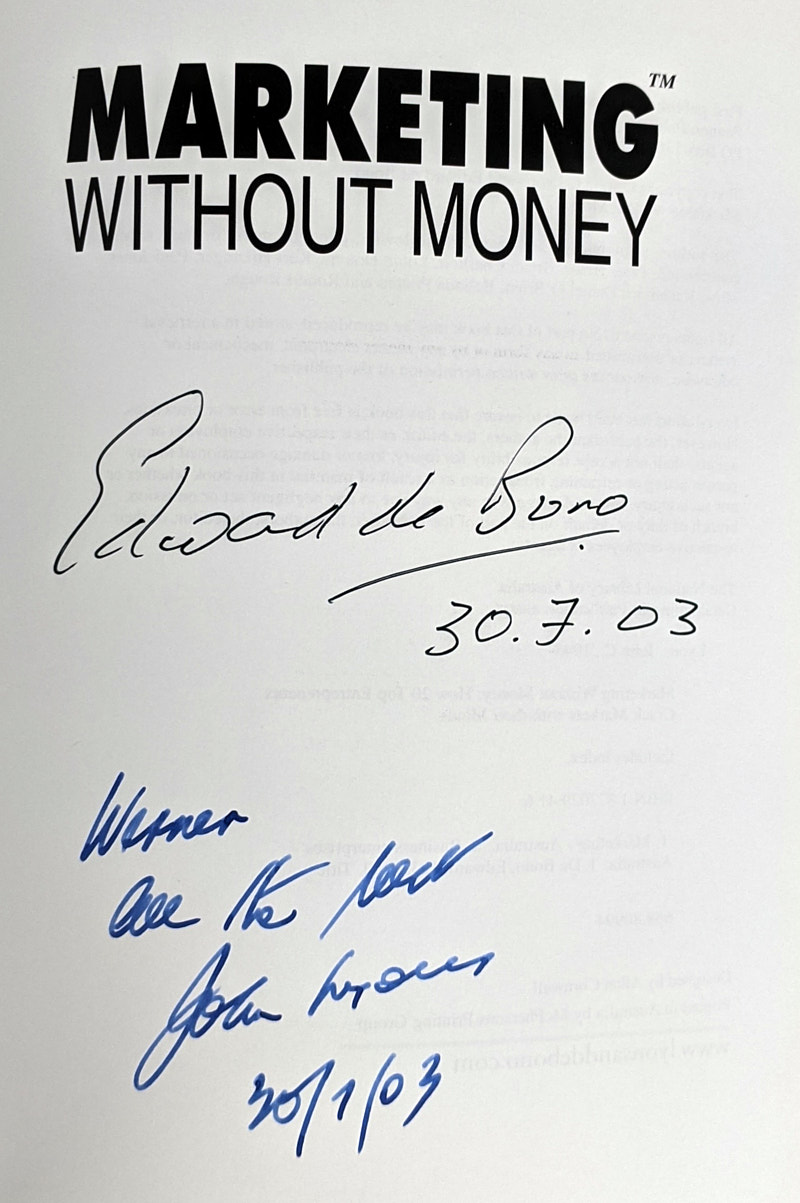 MARKETING™
WITHOUT MONEY
Edward de Bono
30.7.03
Werner
All the best
John Lyons
30/7/03